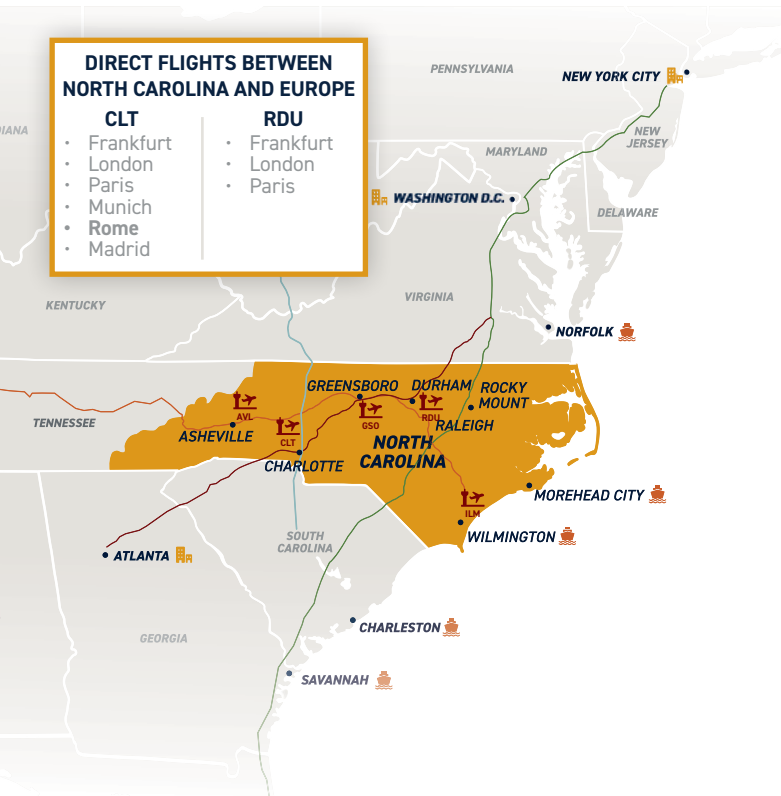 DIRECT FLIGHTS BETWEEN
NORTH CAROLINA AND EUROPE
CLT
• Frankfurt
• London
• Paris
• Munich
• Rome
• Madrid
RDU
• Frankfurt
• London
• Paris
PENNSYLVANIA
NEW YORK CITY
IANA
NEW
JERSEY
MARYLAND
WASHINGTON D.C.
DELAWARE
KENTUCKY
VIRGINIA
NORFOLK
GREENSBORO
DURHAM
ROCKY
MOUNT
TENNESSEE
AVL
GSO
RDU
RALEIGH
ASHEVILLE
CLT
NORTH
CAROLINA
CHARLOTTE
MOREHEAD CITY
ILM
WILMINGTON
SOUTH
CAROLINA
ATLANTA
CHARLESTON
GEORGIA
SAVANNAH